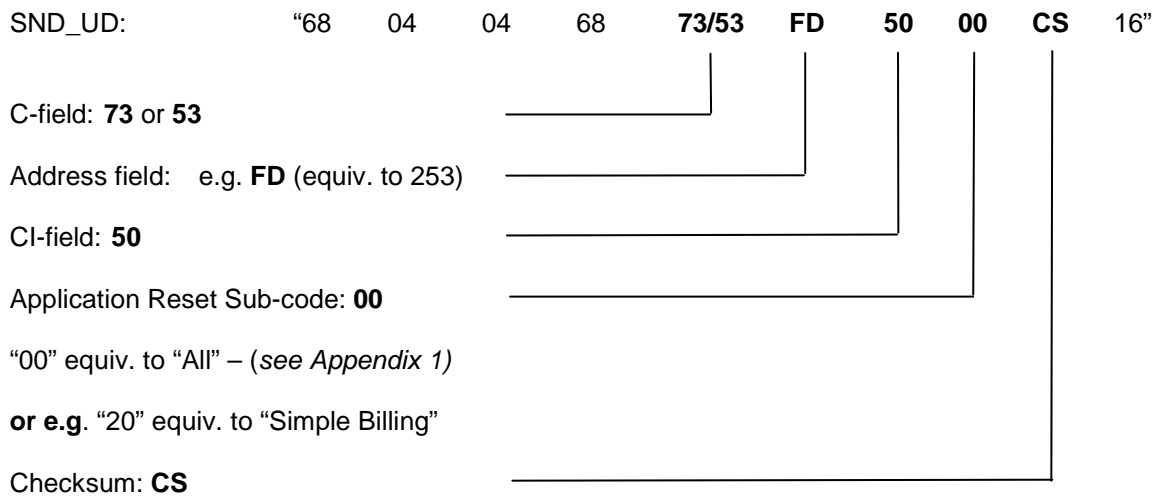 SND_UD: “68 04 04 68 73/53 FD 50 00 CS 16”
C-field: 73 or 53
Address field: e.g. FD (equiv. to 253)
CI-field: 50
Application Reset Sub-code: 00
“00” equiv. to “All” – (see Appendix 1)
or e.g. “20” equiv. to “Simple Billing”
Checksum: CS